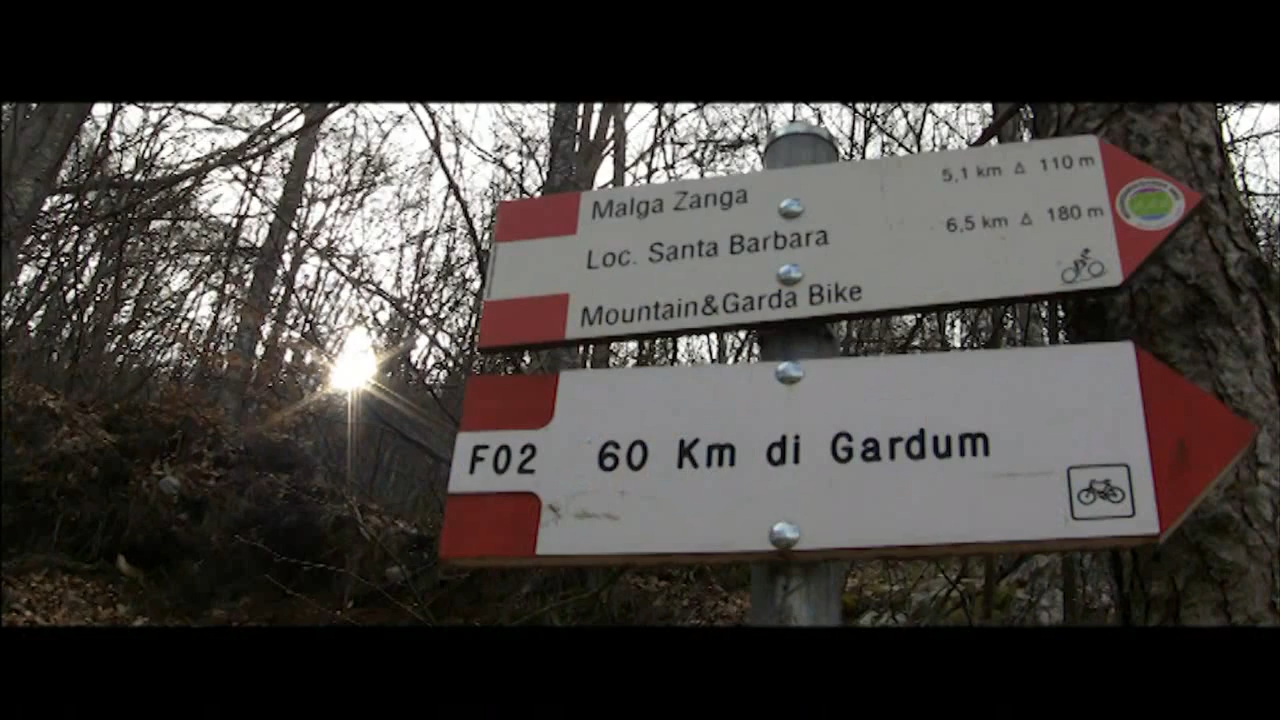 Malga Zanga 5,1 km Δ 110 m
Loc. Santa Barbara 6,5 km Δ 180 m
Mountain&Garda Bike
F02 60 Km di Gardum